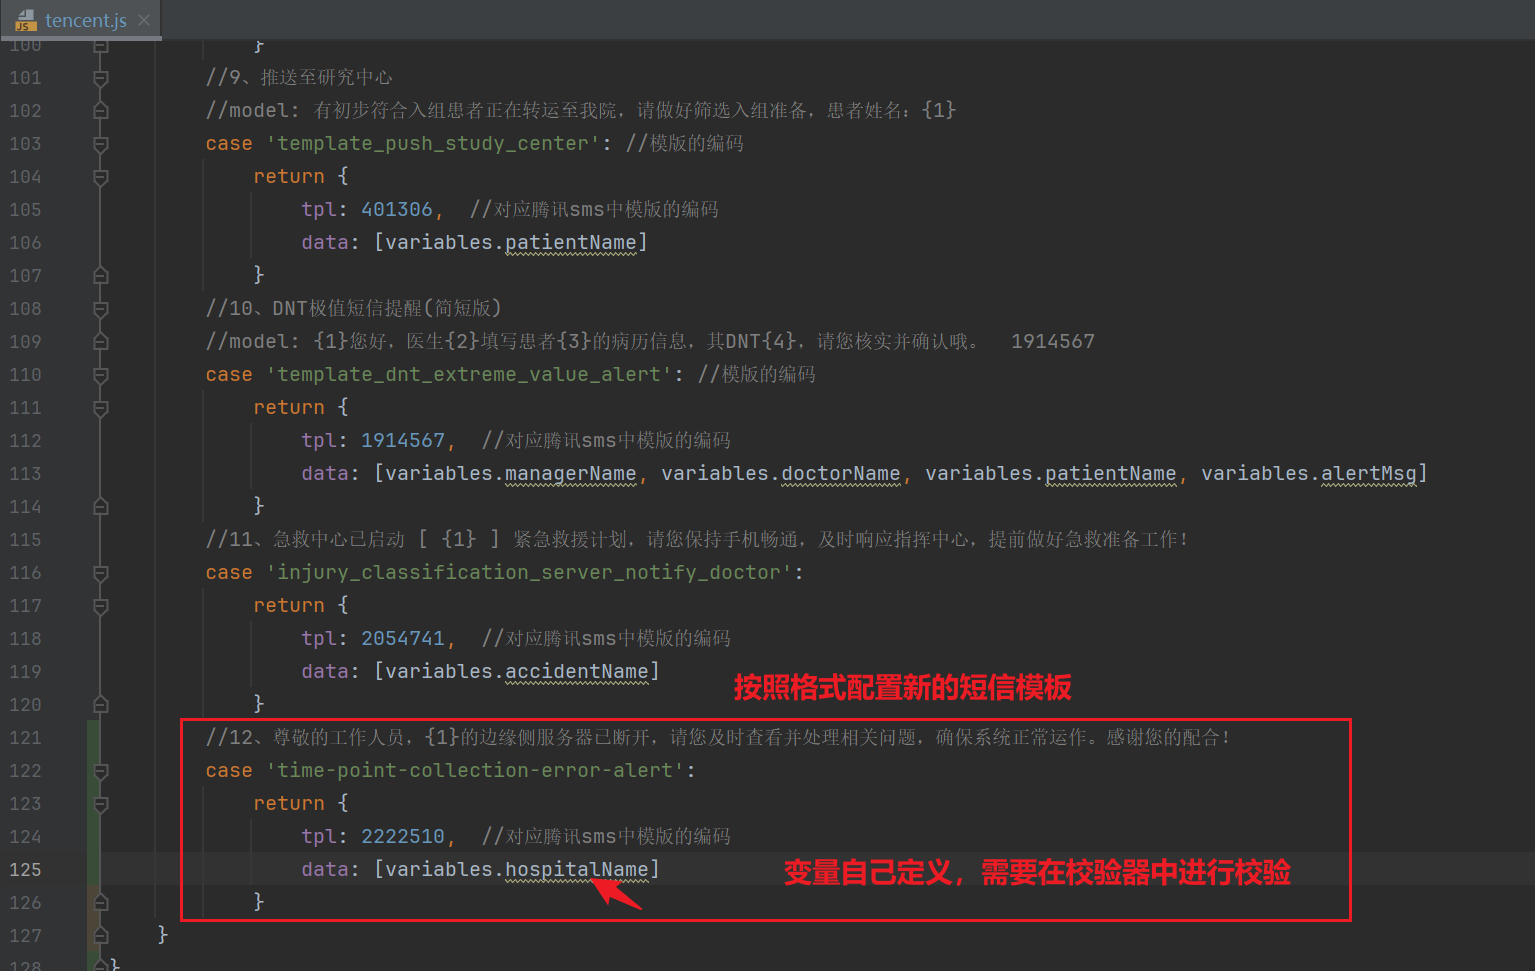 JS tencent.js
100 }
101 //9、推送至研究中心
102 //model: 有初步符合入组患者正在转运至我院，请做好筛选入组准备，患者姓名：{1}
103 case 'template_push_study_center': //模版的编码
104 return {
105 tpl: 401306, //对应腾讯sms中模版的编码
106 data: [variables.patientName]
107 }
108 //10、DNT极值短信提醒(简短版)
109 //model: {1}您好，医生{2}填写患者{3}的病历信息，其DNT{4}，请您核实并确认哦。 1914567
110 case 'template_dnt_extreme_value_alert': //模版的编码
111 return {
112 tpl: 1914567, //对应腾讯sms中模版的编码
113 data: [variables.managerName, variables.doctorName, variables.patientName, variables.alertMsg]
114 }
115 //11、急救中心已启动 [ {1} ] 紧急救援计划，请您保持手机畅通，及时响应指挥中心，提前做好急救准备工作！
116 case 'injury_classification_server_notify_doctor':
117 return {
118 tpl: 2054741, //对应腾讯sms中模版的编码
119 data: [variables.accidentName]
按照格式配置新的短信模板
120 }
121 //12、尊敬的工作人员，{1}的边缘侧服务器已断开，请您及时查看并处理相关问题，确保系统正常运作。感谢您的配合！
122 case 'time-point-collection-error-alert':
123 return {
124 tpl: 2222510, //对应腾讯sms中模版的编码
125 data: [variables.hospitalName]
变量自己定义，需要在校验器中进行校验
126 }
127 }
128 }